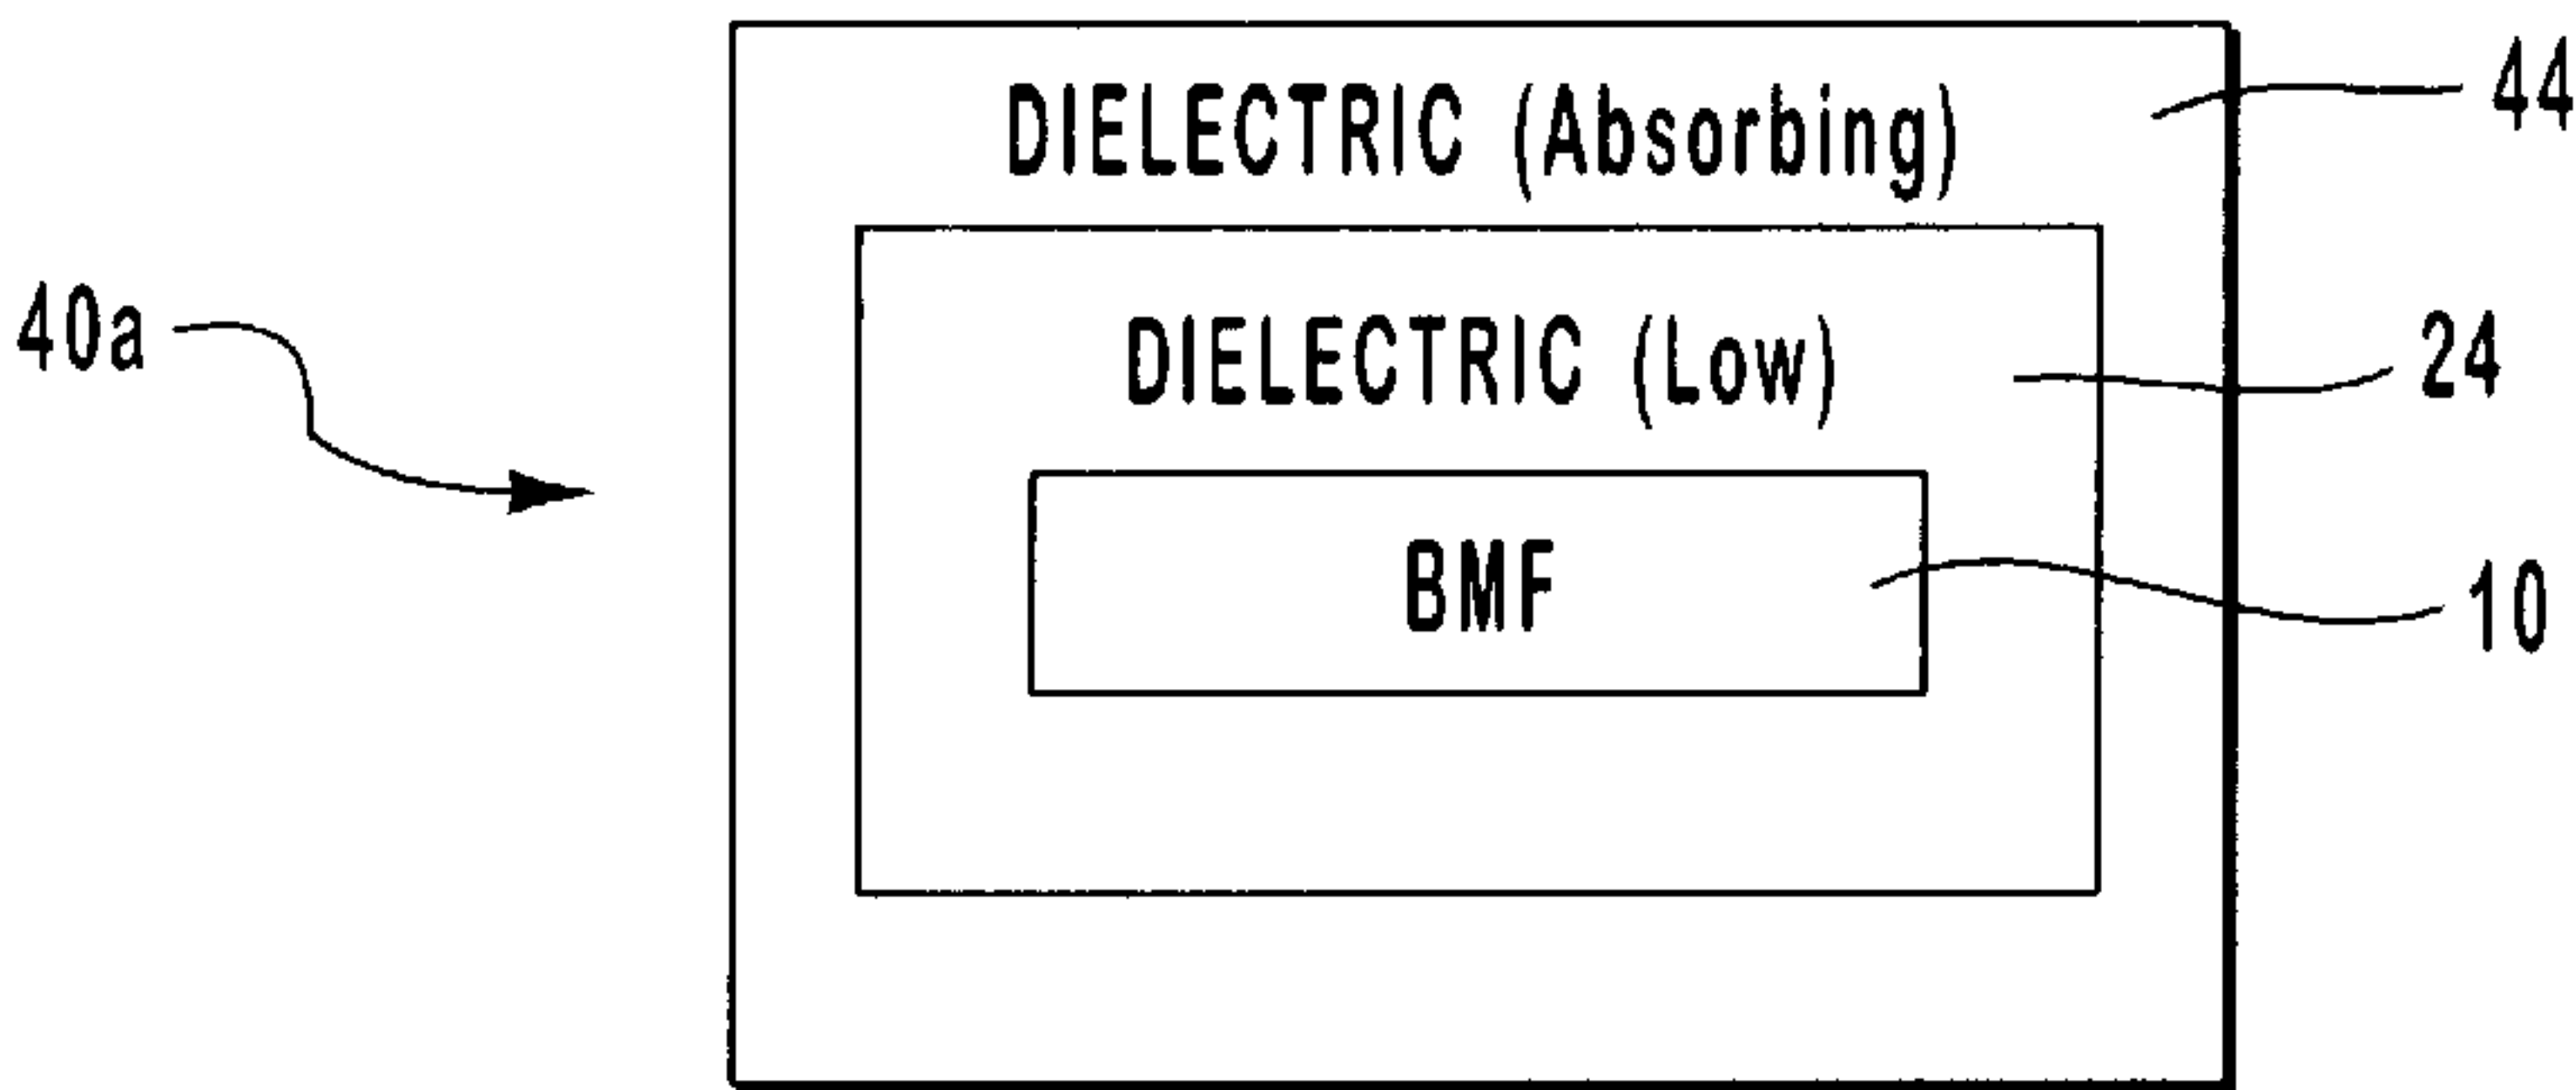 DIELECTRIC (Absorbing)
44
40a
DIELECTRIC (Low)
24
BMF
10